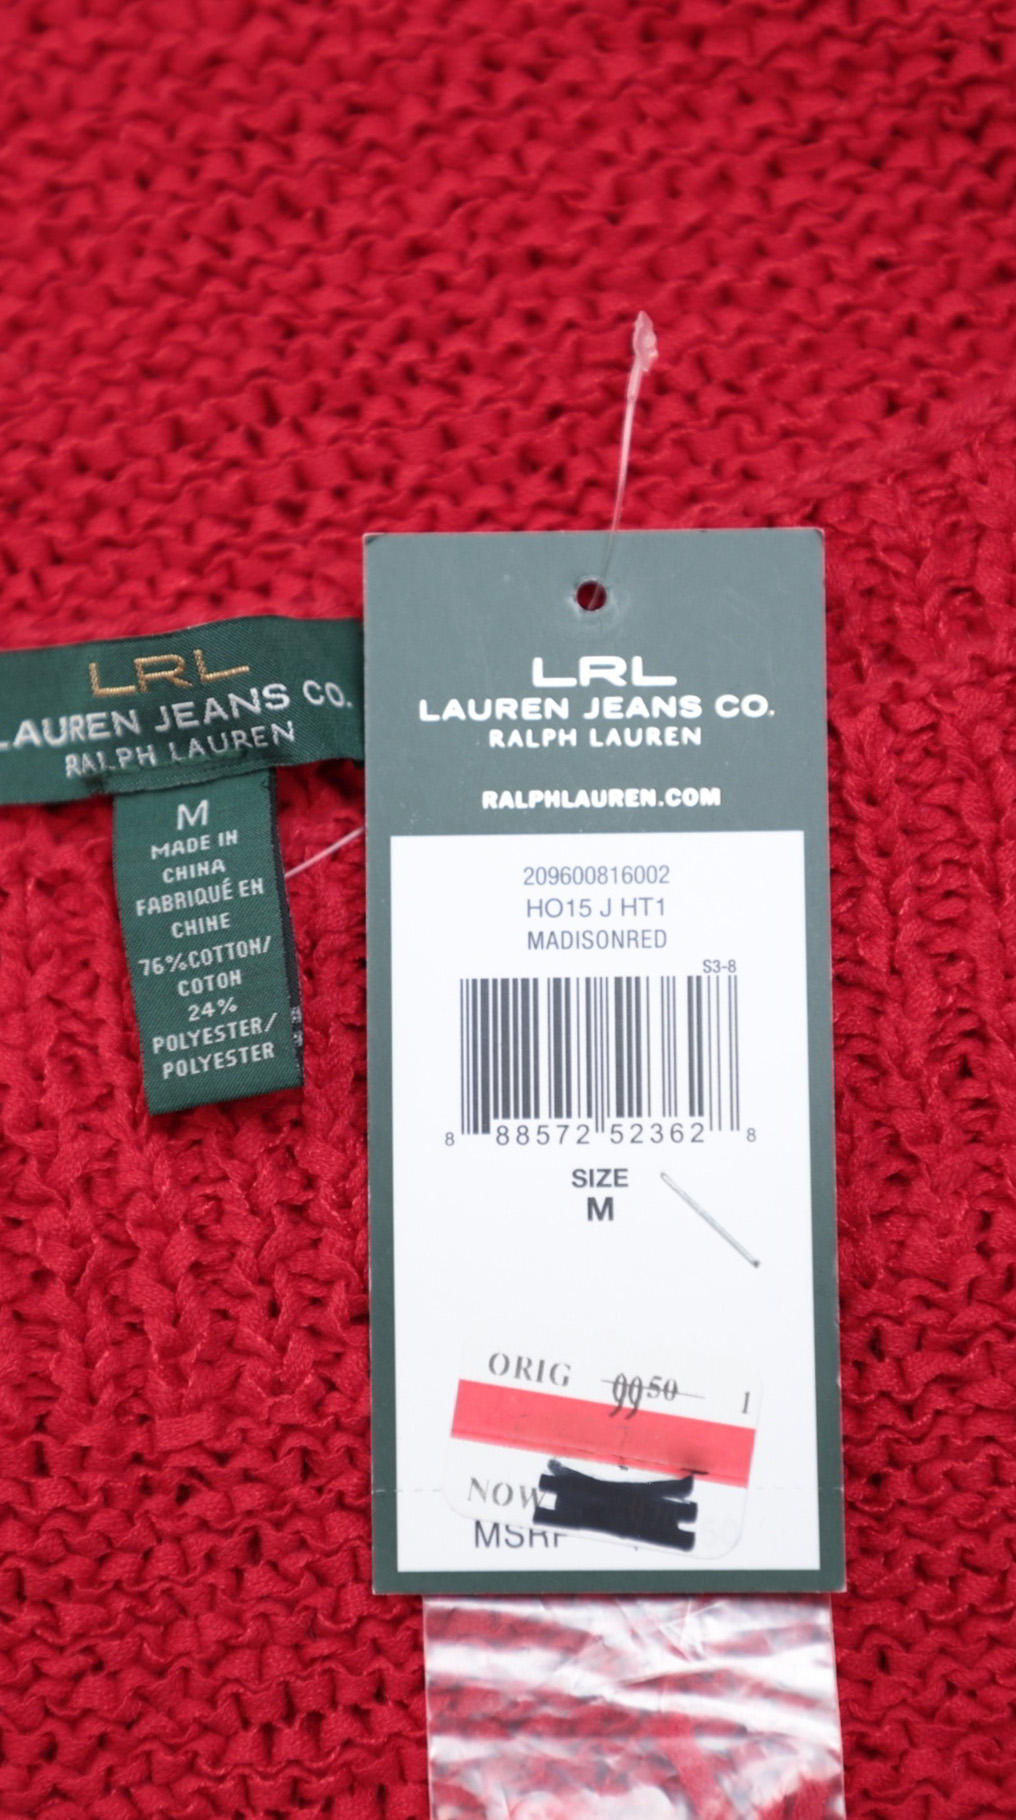 LRL
LAUREN JEANS CO.
RALPH LAUREN
M
MADE IN
CHINA
FABRIQUÉ EN
CHINE
76%COTTON/
COTON
24%
POLYESTER/
POLYESTER
LRL
LAUREN JEANS CO.
RALPH LAUREN
RALPHLAUREN.COM
209600816002
HO15 J HT1
MADISONRED
S3-8
8 88572 52362 8
SIZE
M
ORIG 9950 1
NOW
MSRP